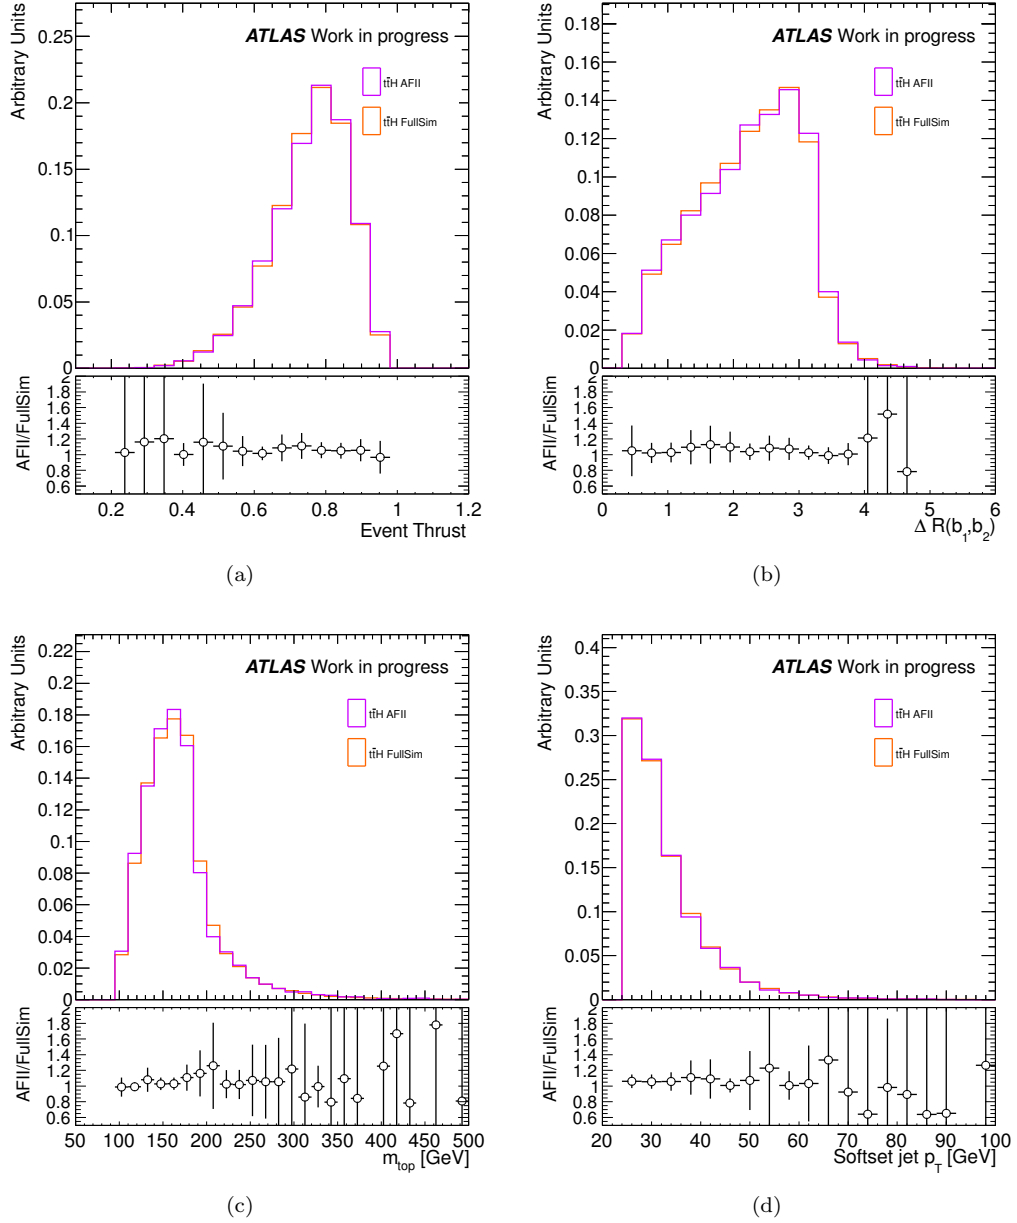 Arbitrary Units
0.25
0.2
0.15
0.1
0.05
0
ATLAS Work in progress
tt̄H AFII
tt̄H FullSim
AFII/FullSim
2
1.8
1.6
1.4
1.2
1
0.8
0.6
0.2 0.4 0.6 0.8 1 1.2
Event Thrust
(a)
Arbitrary Units
0.18
0.16
0.14
0.12
0.1
0.08
0.06
0.04
0.02
0
ATLAS Work in progress
tt̄H AFII
tt̄H FullSim
AFII/FullSim
2
1.8
1.6
1.4
1.2
1
0.8
0.6
0 1 2 3 4 5 6
Δ R(b₁,b₂)
(b)
Arbitrary Units
0.22
0.2
0.18
0.16
0.14
0.12
0.1
0.08
0.06
0.04
0.02
0
ATLAS Work in progress
tt̄H AFII
tt̄H FullSim
AFII/FullSim
2
1.8
1.6
1.4
1.2
1
0.8
0.6
50 100 150 200 250 300 350 400 450 500
m_top [GeV]
(c)
Arbitrary Units
0.4
0.35
0.3
0.25
0.2
0.15
0.1
0.05
0
ATLAS Work in progress
tt̄H AFII
tt̄H FullSim
AFII/FullSim
2
1.8
1.6
1.4
1.2
1
0.8
0.6
20 30 40 50 60 70 80 90 100
Softset jet p_T [GeV]
(d)